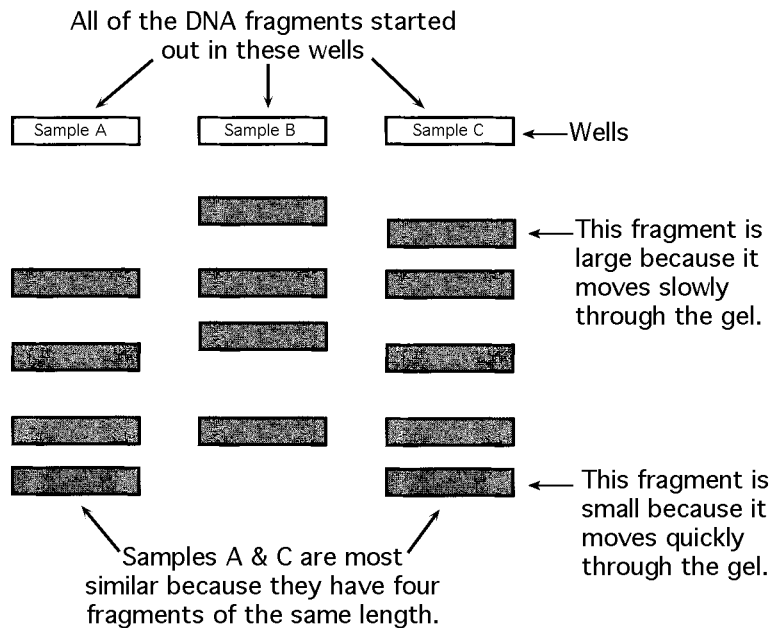 All of the DNA fragments started
out in these wells
Sample A
Sample B
Sample C
Wells
This fragment is
large because it
moves slowly
through the gel.
This fragment is
small because it
moves quickly
through the gel.
Samples A & C are most
similar because they have four
fragments of the same length.